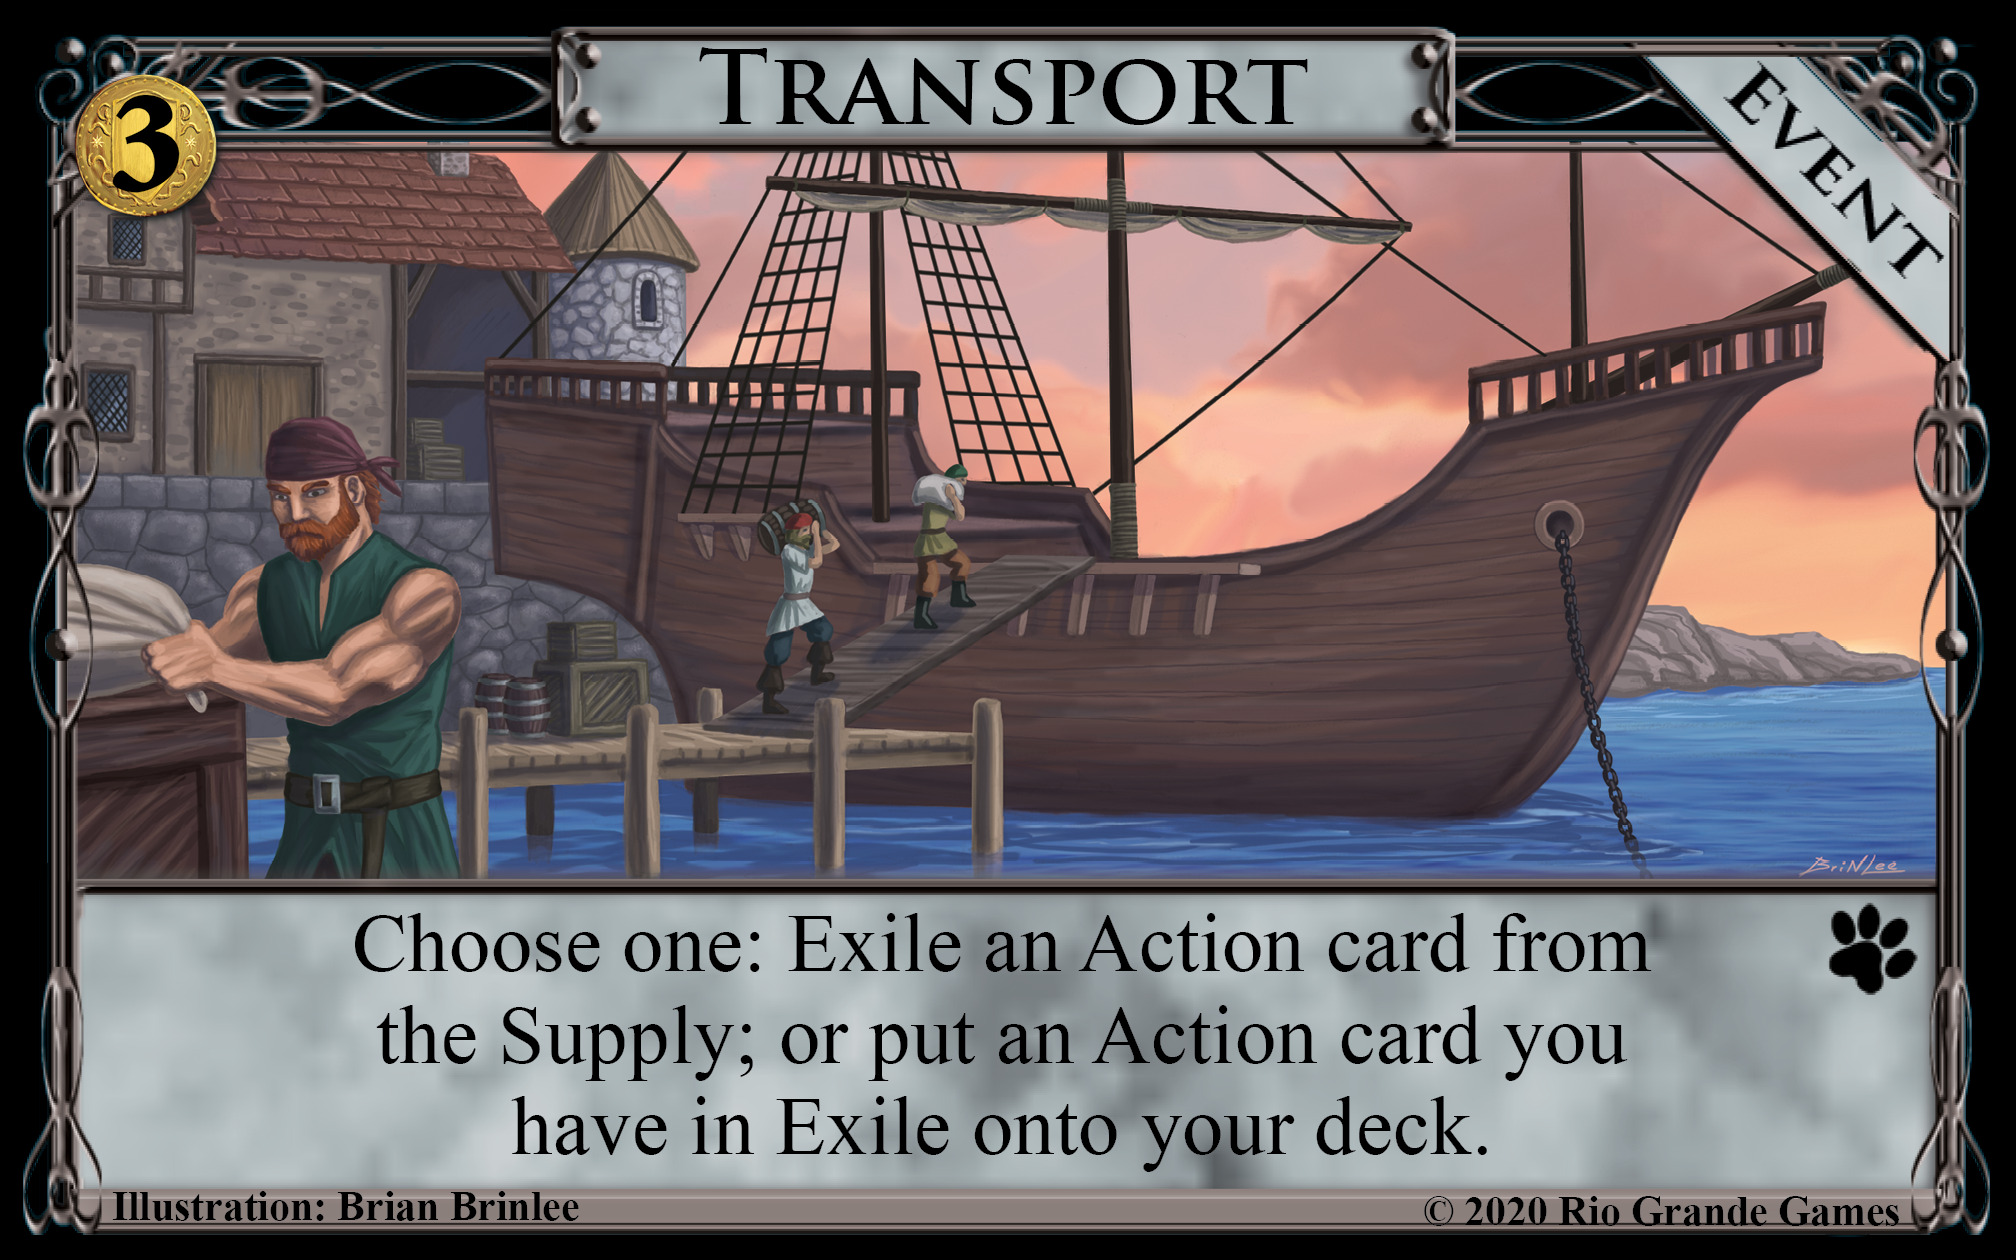 3
TRANSPORT
EVENT
BriNLee
Choose one: Exile an Action card from
the Supply; or put an Action card you
have in Exile onto your deck.
Illustration: Brian Brinlee
© 2020 Rio Grande Games